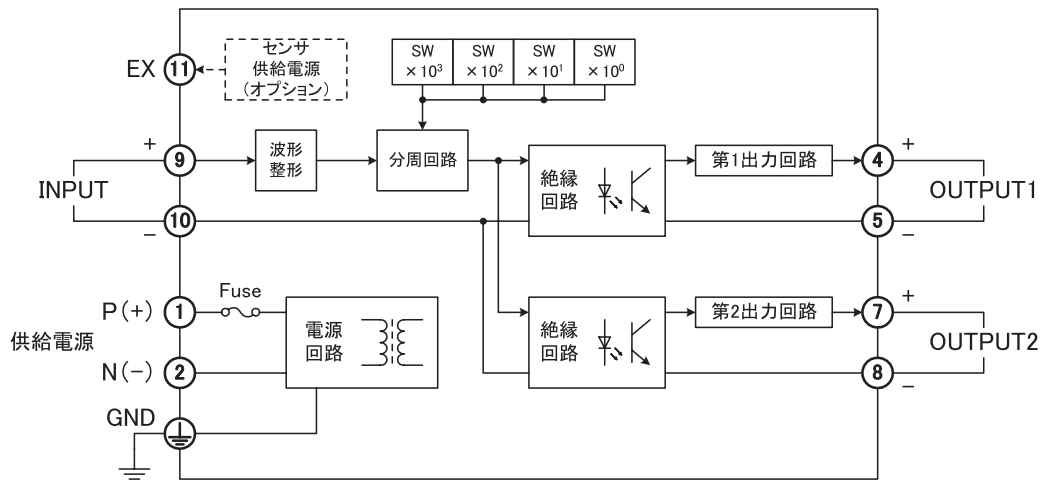 センサ
供給電源
(オプション)
EX
11
SW
×10³
SW
×10²
SW
×10¹
SW
×10⁰
+
9
波形
整形
分周回路
絶縁
回路
第1出力回路
4
+
INPUT
OUTPUT1
10
−
5
−
P(+)
1
Fuse
電源
回路
絶縁
回路
第2出力回路
7
+
供給電源
OUTPUT2
N(−)
2
8
−
GND